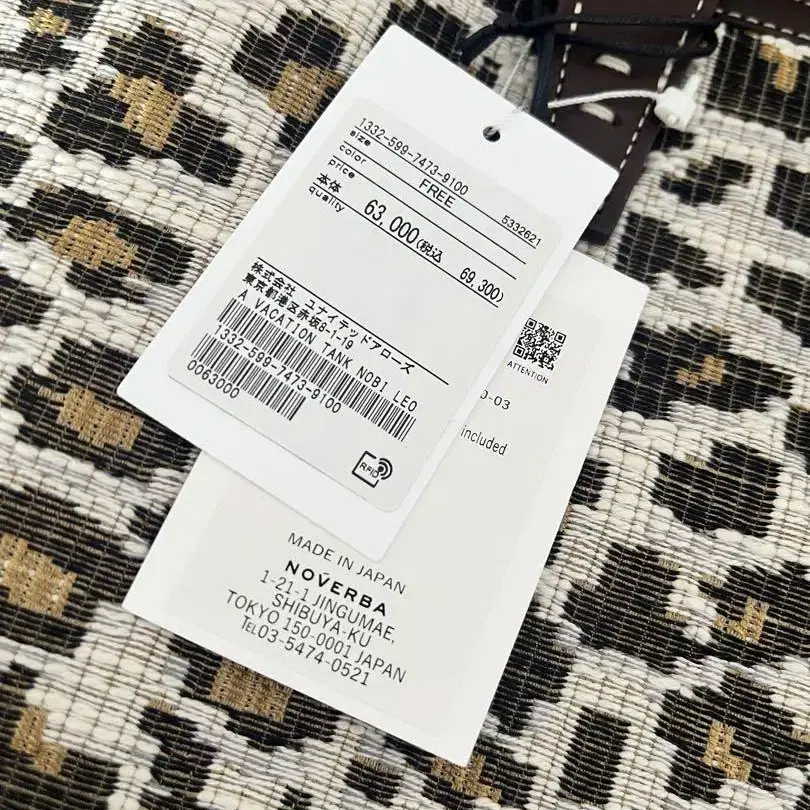 1332-599-7473-9100
size FREE 5332621
color
price
本体 63,000(税込 69,300)
quality
株式会社 ユナイテッドアローズ
東京都港区赤坂8-1-19
A VACATION TANK NOBI LEO
1332-599-7473-9100
0063000
RFID
ATTENTION
0-03
included
MADE IN JAPAN
NOVERBA
1-21-1 JINGUMAE,
SHIBUYA-KU
TOKYO 150-0001 JAPAN
TEL03-5474-0521